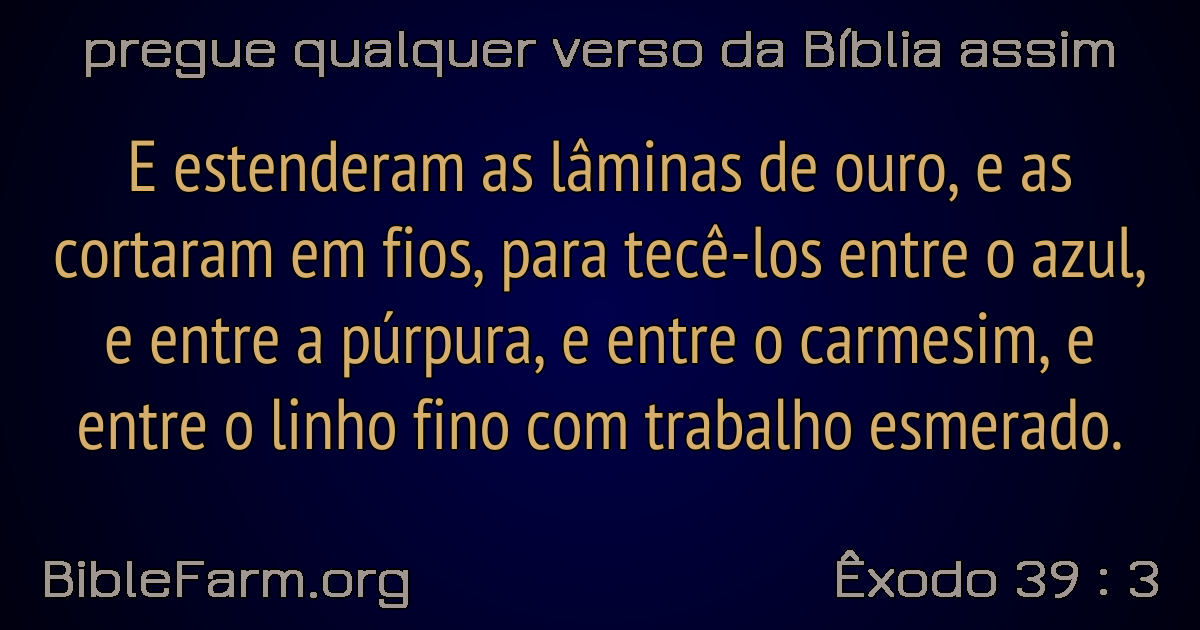 pregue qualquer verso da Bíblia assim
E estenderam as lâminas de ouro, e as
cortaram em fios, para tecê-los entre o azul,
e entre a púrpura, e entre o carmesim, e
entre o linho fino com trabalho esmerado.
BibleFarm.org
Êxodo 39 : 3